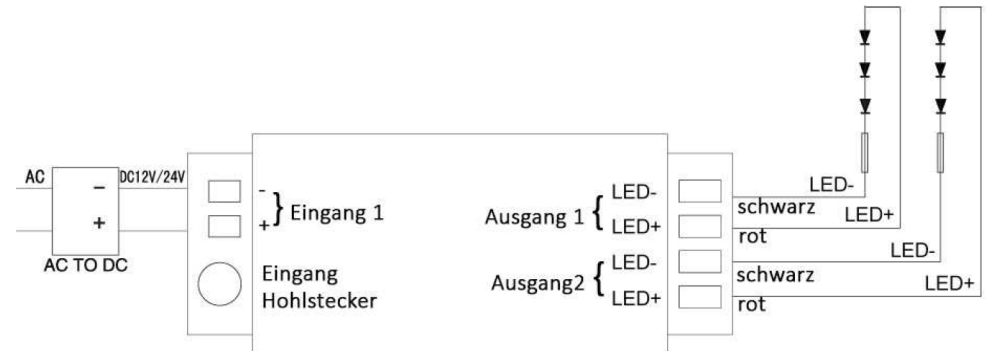 AC
DC12V/24V
-
+
AC TO DC
-
+
} Eingang 1
Eingang
Hohlstecker
Ausgang 1 {
LED-
LED+
Ausgang2 {
LED-
LED+
schwarz
rot
schwarz
rot
LED-
LED+
LED-
LED+